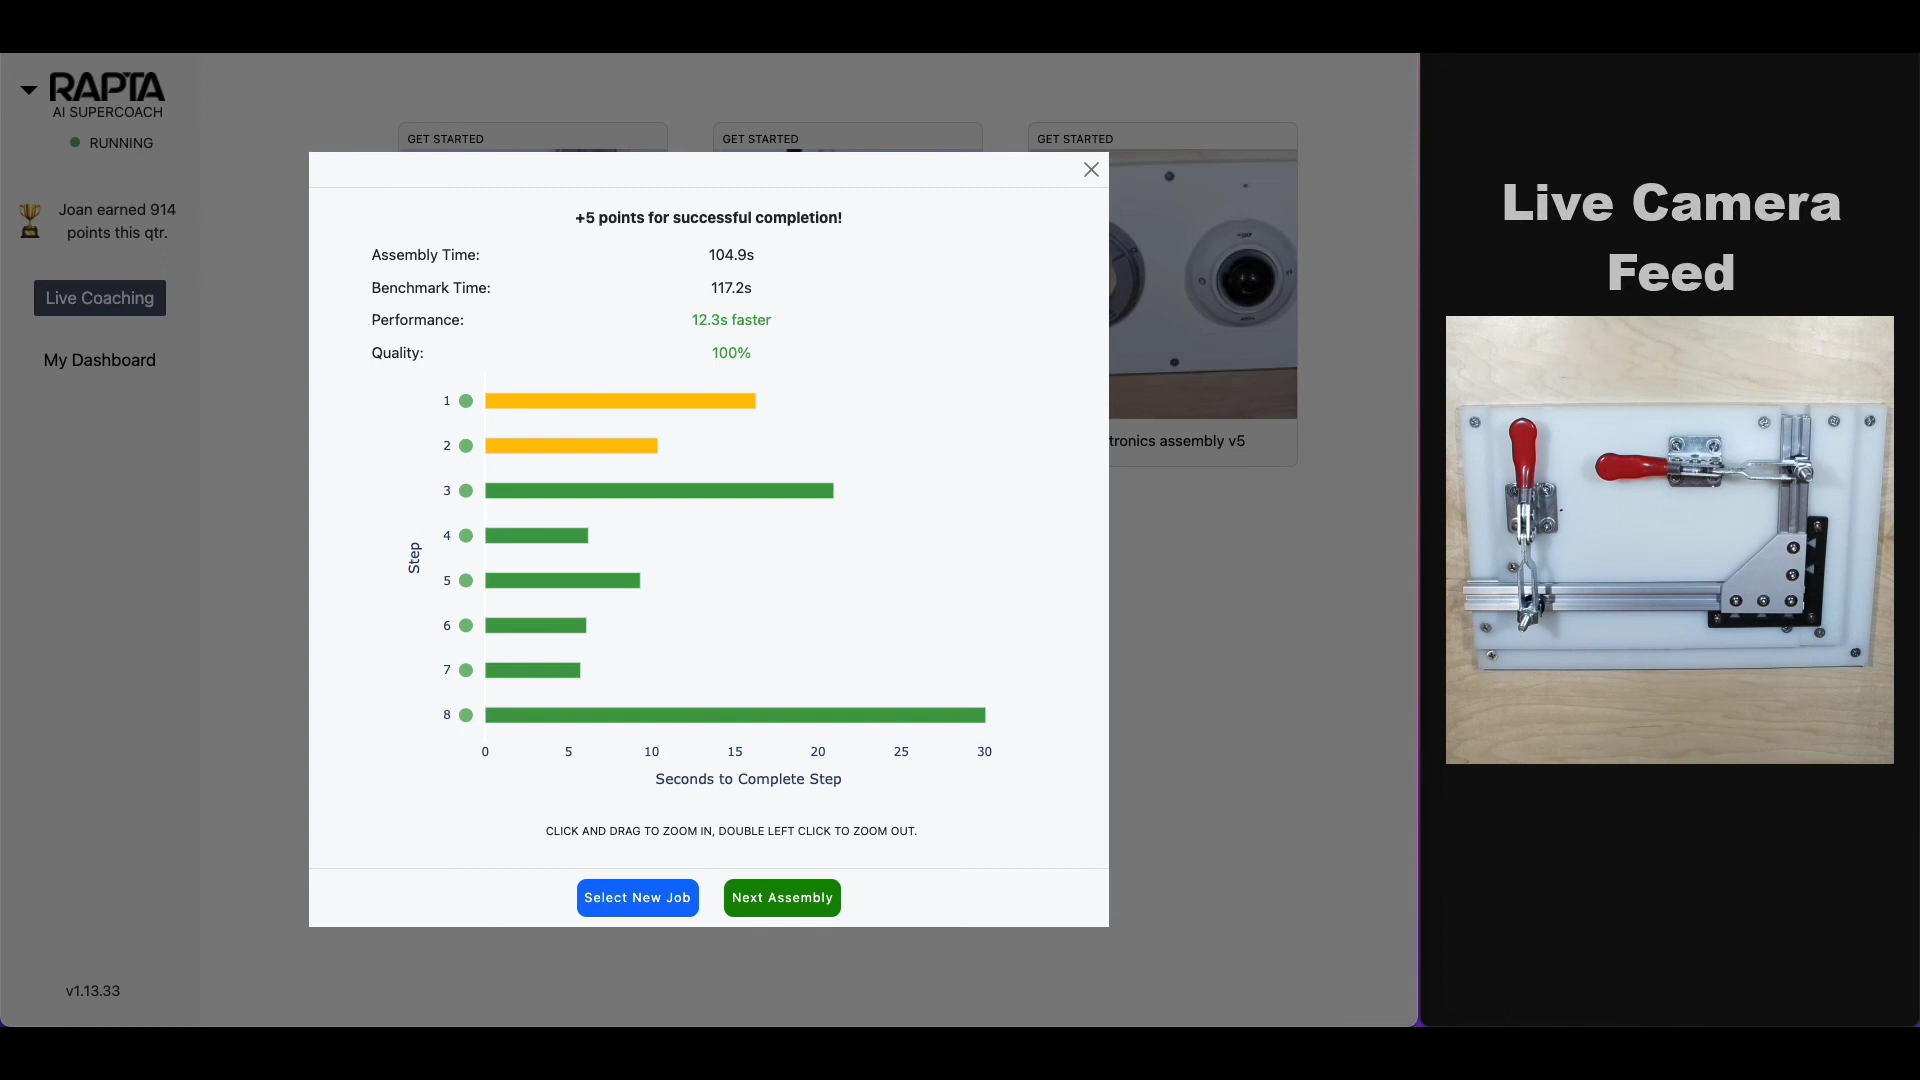 RAPTA
AI SUPERCOACH
RUNNING
Joan earned 914
points this qtr.
Live Coaching
My Dashboard
v1.13.33
GET STARTED
GET STARTED
GET STARTED
tronics assembly v5
+5 points for successful completion!
Assembly Time: 104.9s
Benchmark Time: 117.2s
Performance: 12.3s faster
Quality: 100%
Step
1
2
3
4
5
6
7
8
0 5 10 15 20 25 30
Seconds to Complete Step
CLICK AND DRAG TO ZOOM IN, DOUBLE LEFT CLICK TO ZOOM OUT.
Select New Job Next Assembly
Live Camera
Feed